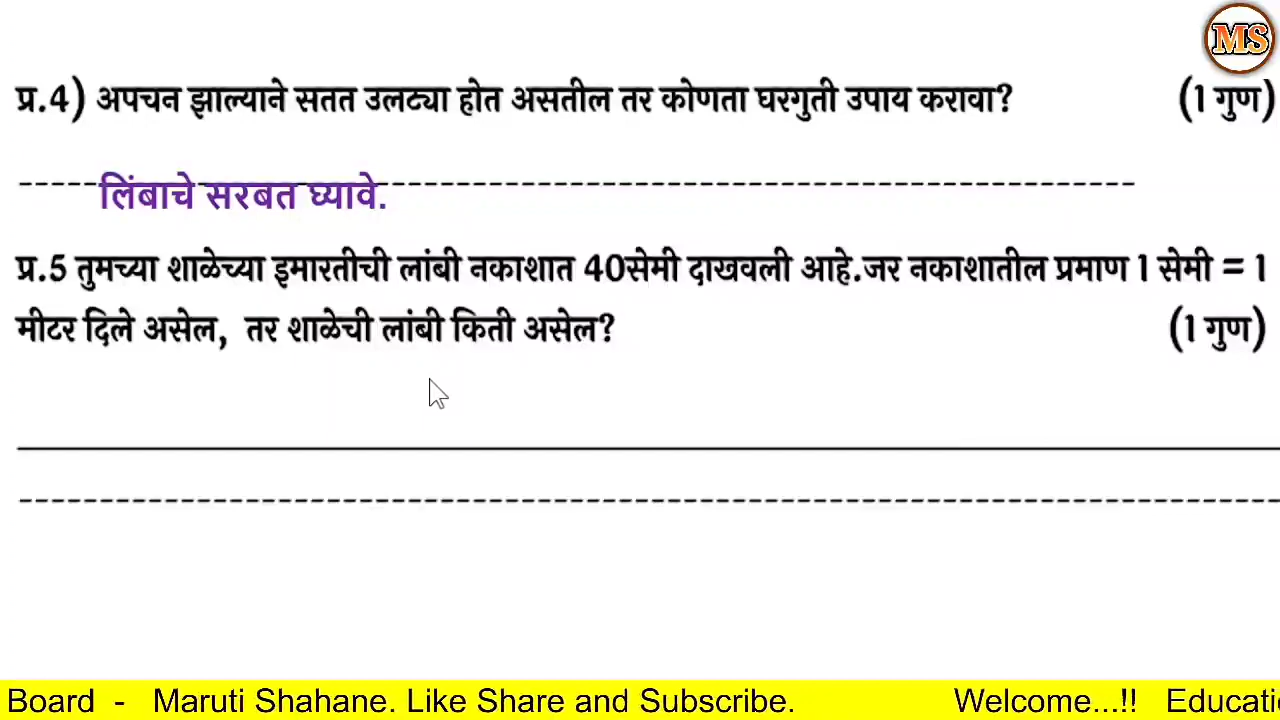 MS
प्र.4) अपचन झाल्याने सतत उलट्या होत असतील तर कोणता घरगुती उपाय करावा? (1 गुण)
लिंबाचे सरबत घ्यावे.
प्र.5 तुमच्या शाळेच्या इमारतीची लांबी नकाशात 40सेमी दाखवली आहे.जर नकाशातील प्रमाण 1 सेमी = 1
मीटर दिले असेल, तर शाळेची लांबी किती असेल? (1 गुण)
Board - Maruti Shahane. Like Share and Subscribe. Welcome...!! Educati